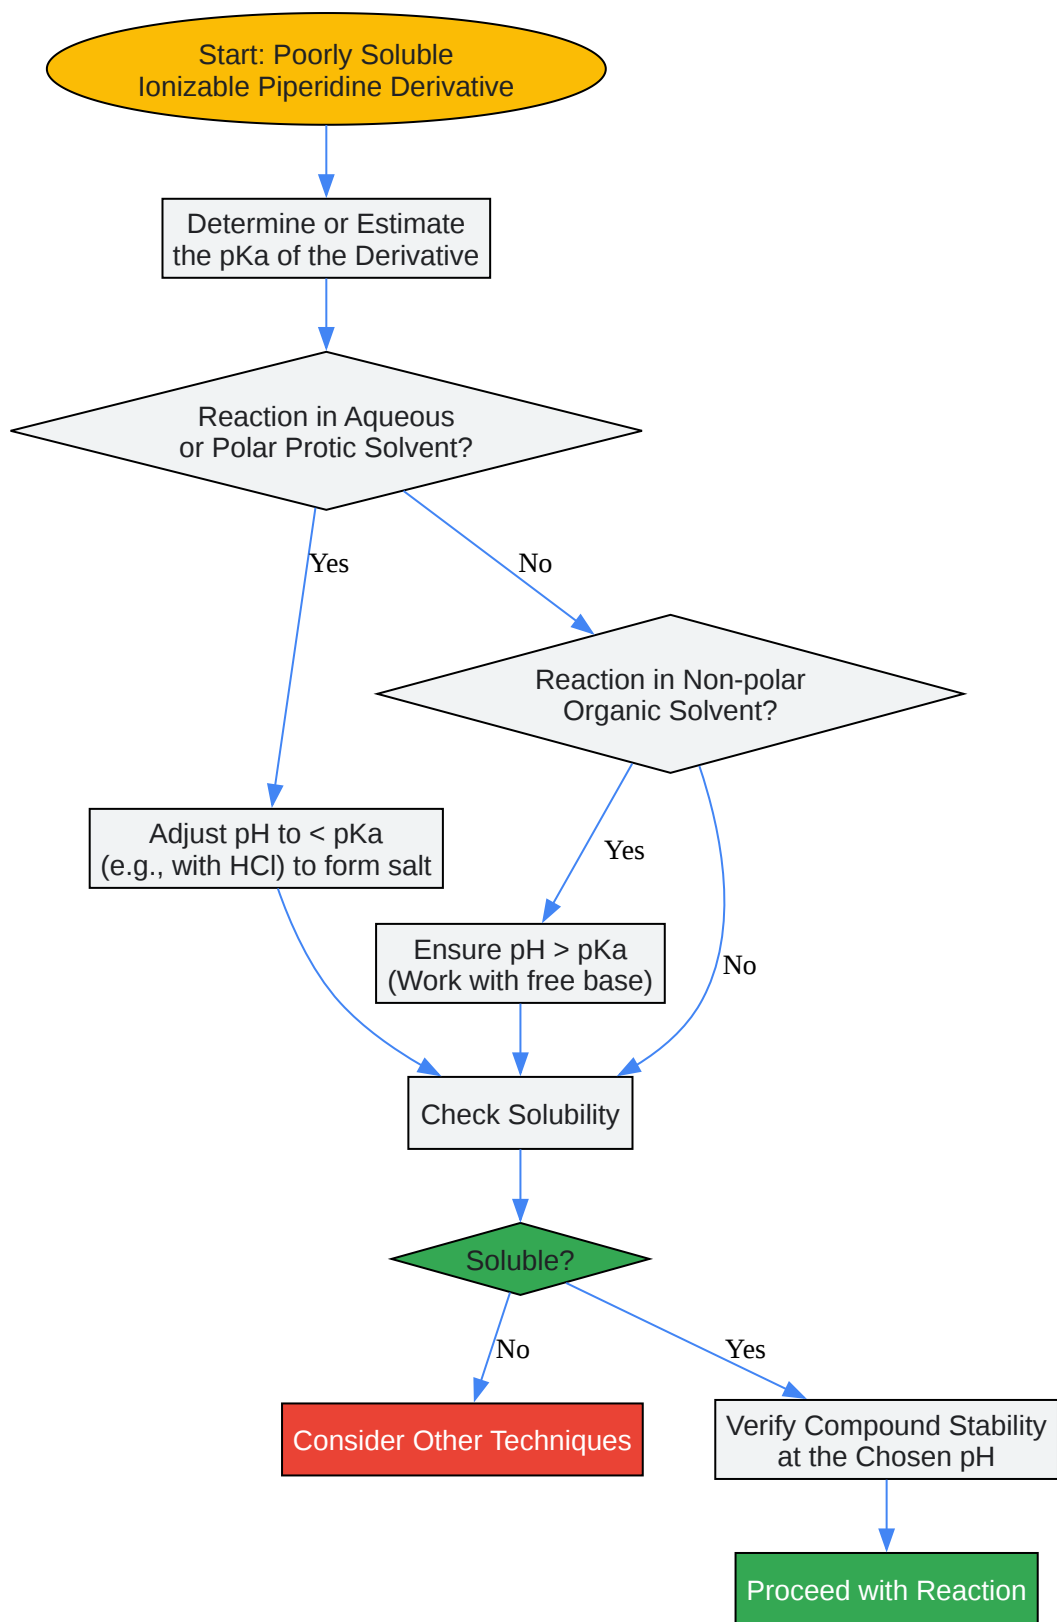 Start: Poorly Soluble
Ionizable Piperidine Derivative
Determine or Estimate
the pKa of the Derivative
Reaction in Aqueous
or Polar Protic Solvent?
Yes
No
Reaction in Non-polar
Organic Solvent?
Adjust pH to < pKa
(e.g., with HCl) to form salt
Yes
No
Ensure pH > pKa
(Work with free base)
Check Solubility
Soluble?
No
Yes
Consider Other Techniques
Verify Compound Stability
at the Chosen pH
Proceed with Reaction